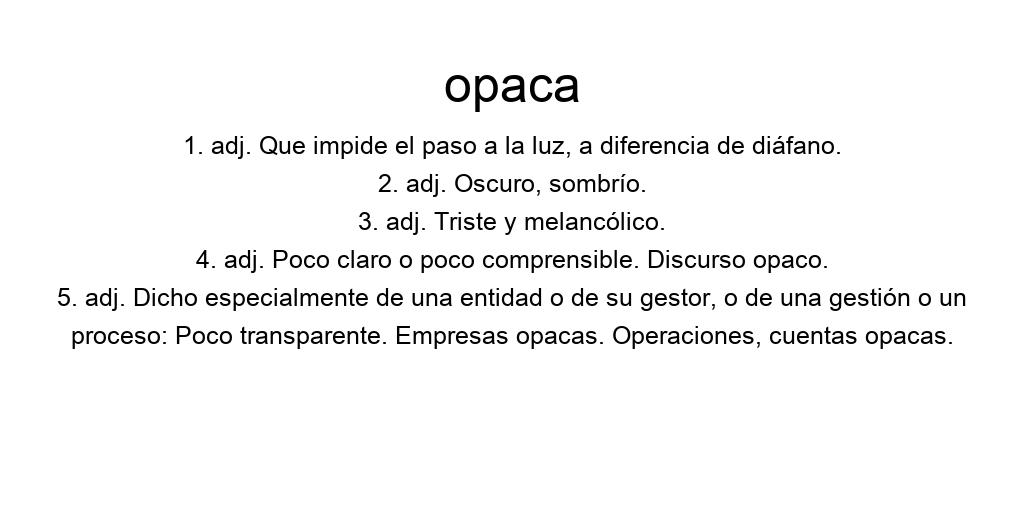 opaca
1. adj. Que impide el paso a la luz, a diferencia de diáfano.
2. adj. Oscuro, sombrío.
3. adj. Triste y melancólico.
4. adj. Poco claro o poco comprensible. Discurso opaco.
5. adj. Dicho especialmente de una entidad o de su gestor, o de una gestión o un
proceso: Poco transparente. Empresas opacas. Operaciones, cuentas opacas.